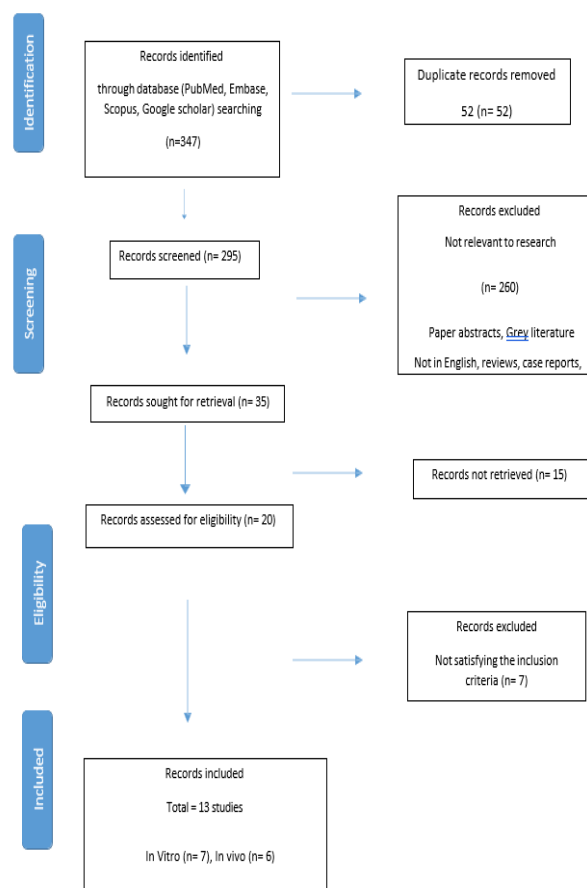 Identification
Records identified
through database (PubMed, Embase,
Scopus, Google scholar) searching
(n=347)
Duplicate records removed
52 (n= 52)
Screening
Records screened (n= 295)
Records excluded
Not relevant to research
(n= 260)
Paper abstracts, Grey literature
Not in English, reviews, case reports,
Records sought for retrieval (n= 35)
Records not retrieved (n= 15)
Eligibility
Records assessed for eligibility (n= 20)
Records excluded
Not satisfying the inclusion
criteria (n= 7)
Included
Records included
Total = 13 studies
In Vitro (n= 7), In vivo (n= 6)